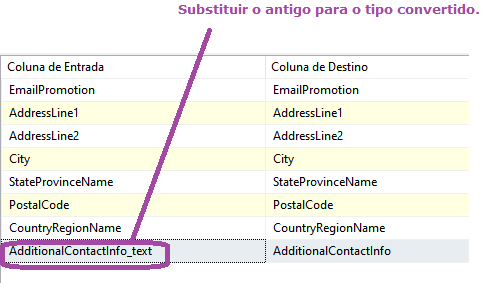 Substituir o antigo para o tipo convertido.
Coluna de Entrada Coluna de Destino
EmailPromotion EmailPromotion
AddressLine1 AddressLine1
AddressLine2 AddressLine2
City City
StateProvinceName StateProvinceName
PostalCode PostalCode
CountryRegionName CountryRegionName
AdditionalContactInfo_text AdditionalContactInfo